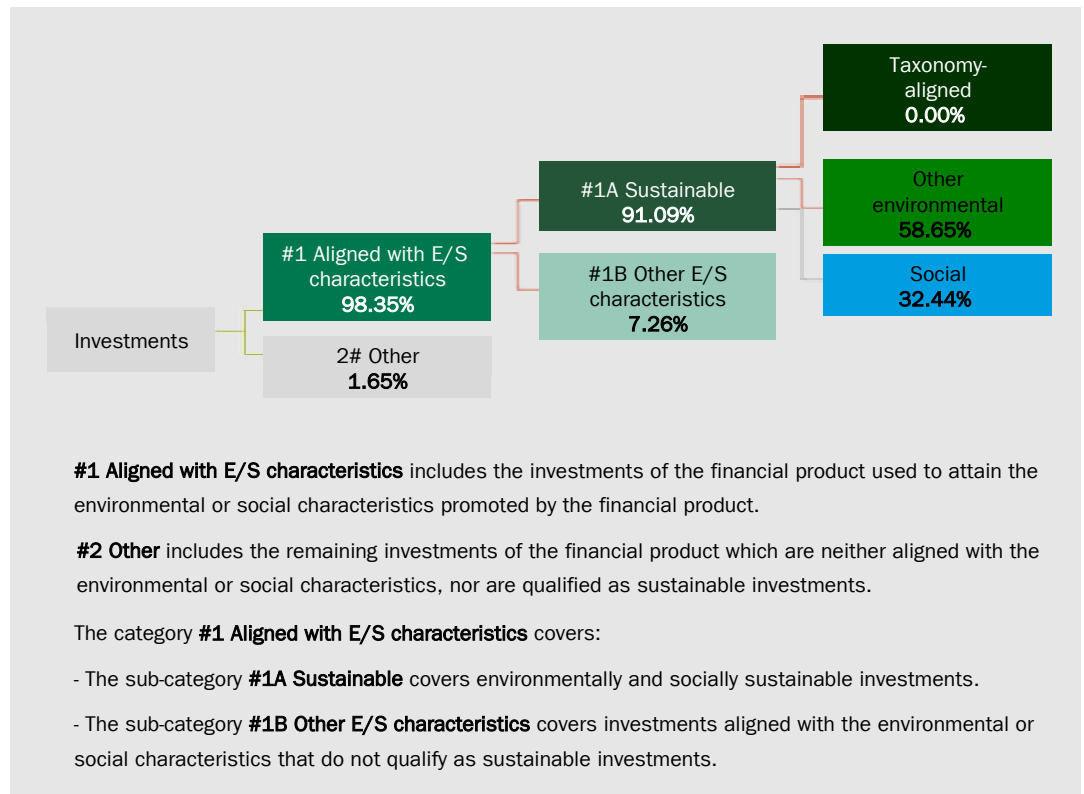 Investments
#1 Aligned with E/S
characteristics
98.35%
2# Other
1.65%
#1A Sustainable
91.09%
#1B Other E/S
characteristics
7.26%
Taxonomy-
aligned
0.00%
Other
environmental
58.65%
Social
32.44%
#1 Aligned with E/S characteristics includes the investments of the financial product used to attain the
environmental or social characteristics promoted by the financial product.
#2 Other includes the remaining investments of the financial product which are neither aligned with the
environmental or social characteristics, nor are qualified as sustainable investments.
The category #1 Aligned with E/S characteristics covers:
- The sub-category #1A Sustainable covers environmentally and socially sustainable investments.
- The sub-category #1B Other E/S characteristics covers investments aligned with the environmental or
social characteristics that do not qualify as sustainable investments.